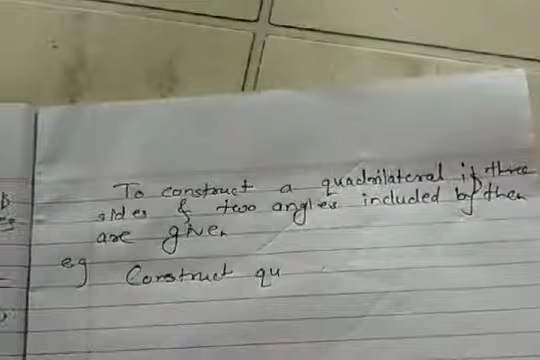 To construct a quadrilateral if three
sides & two angles included by them
are given
eg Construct qu